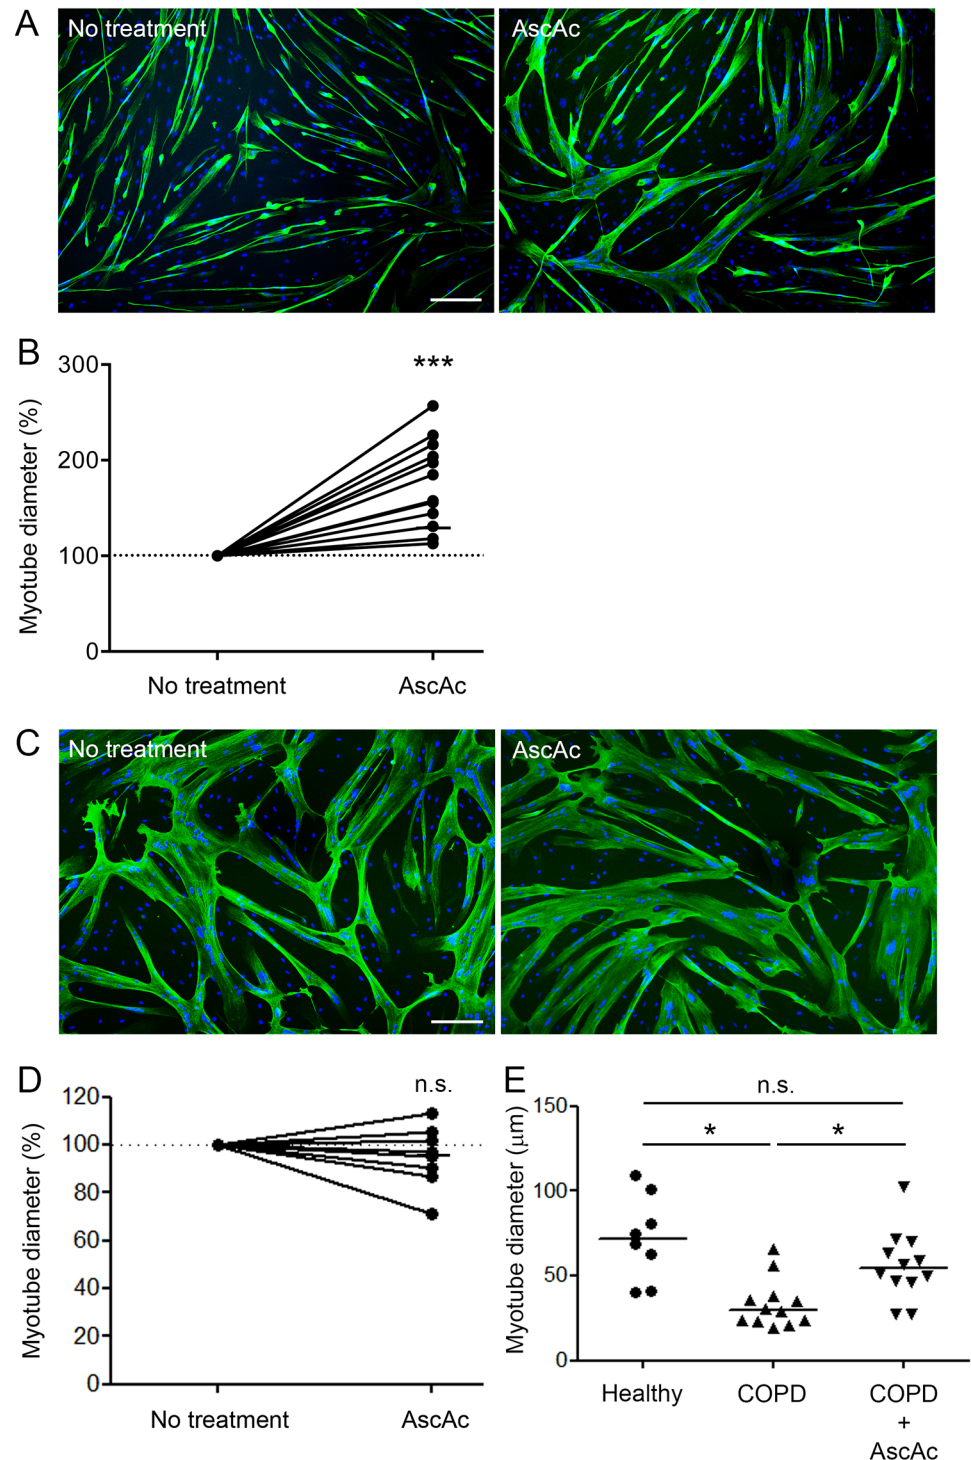 A
No treatment
AscAc
B
***
300
200
100
0
Myotube diameter (%)
No treatment
AscAc
C
No treatment
AscAc
D
n.s.
120
100
80
60
40
20
0
Myotube diameter (%)
No treatment
AscAc
E
n.s.
*
*
150
100
50
0
Myotube diameter (µm)
Healthy
COPD
COPD
+
AscAc